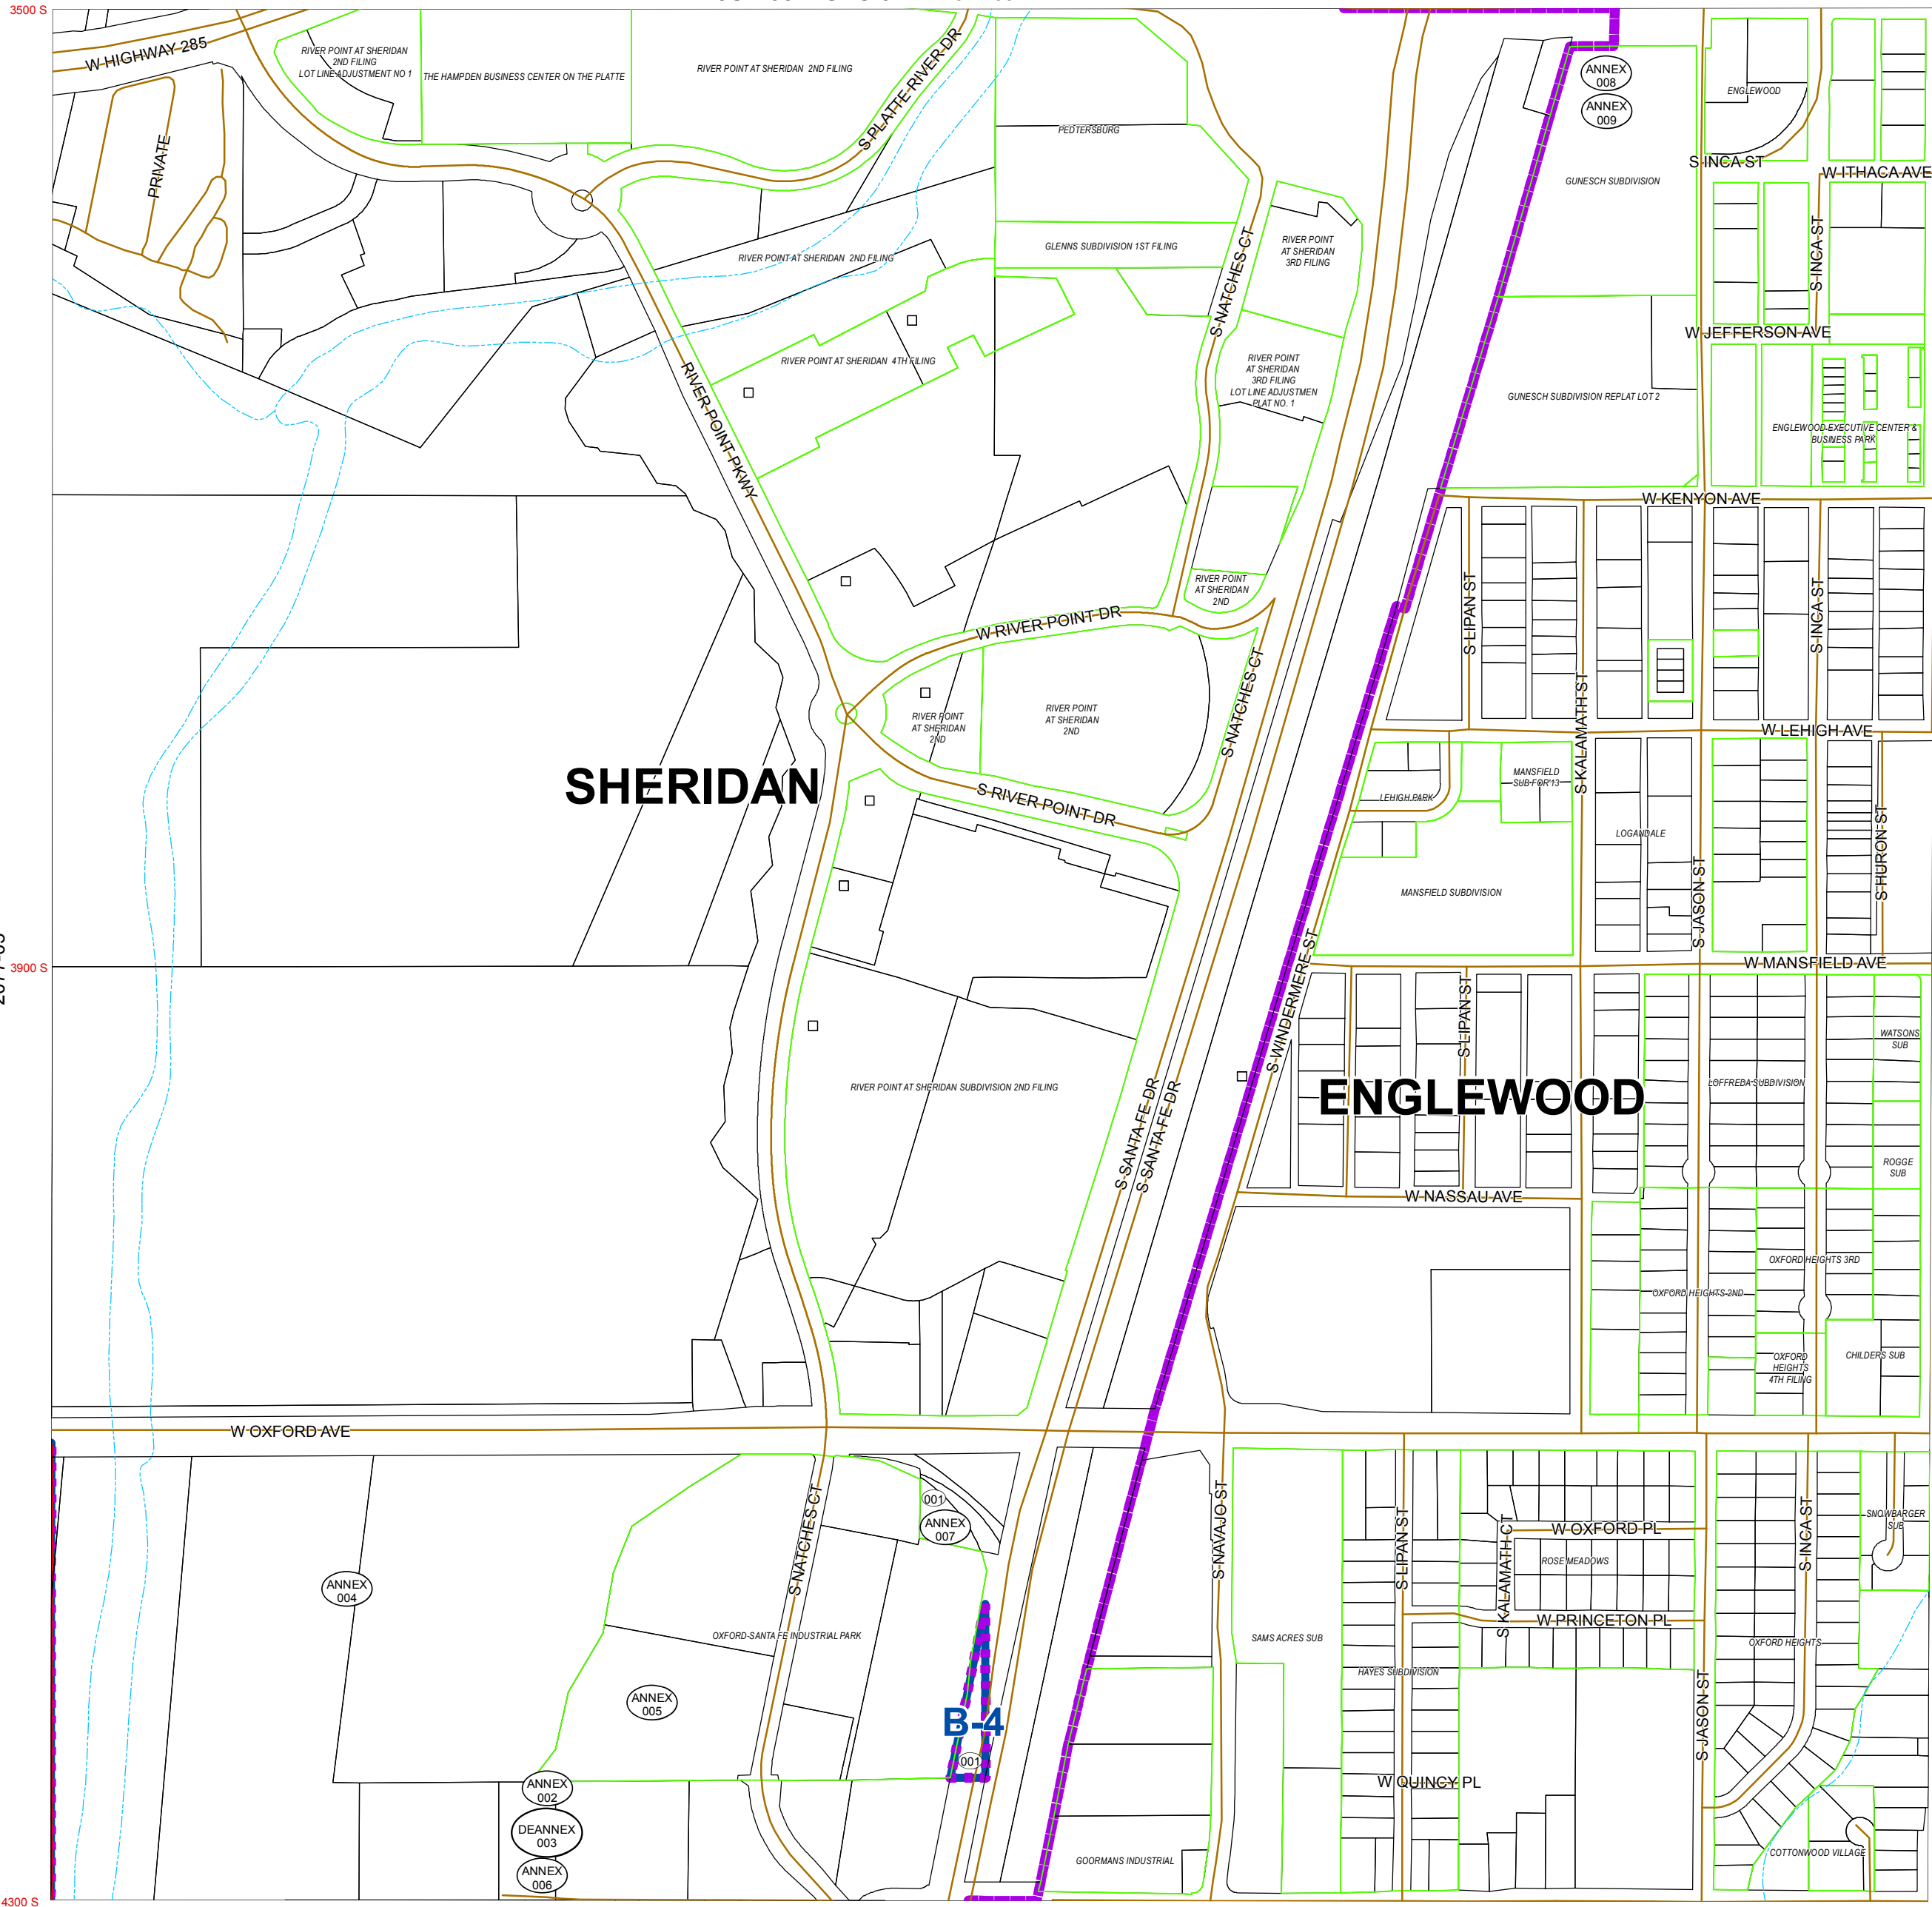 3500 S
W HIGHWAY 285
RIVER POINT AT SHERIDAN
2ND FILING
LOT LINE ADJUSTMENT NO 1
THE HAMPDEN BUSINESS CENTER ON THE PLATTE
RIVER POINT AT SHERIDAN 2ND FILING
S PLATTE RIVER DR
PEDTERSBURG
ANNEX
008
ANNEX
009
ENGLEWOOD
S INCA ST
W ITHACA AVE
PRIVATE
GUNESCH SUBDIVISION
S INCA ST
RIVER POINT AT SHERIDAN 2ND FILING
GLENNS SUBDIVISION 1ST FILING
S NATCHES CT
RIVER POINT
AT SHERIDAN
3RD FILING
W JEFFERSON AVE
RIVER POINT AT SHERIDAN 4TH FILING
RIVER POINT
AT SHERIDAN
3RD FILING
LOT LINE ADJUSTMEN
PLAT NO. 1
RIVER POINT PKWY
GUNESCH SUBDIVISION REPLAT LOT 2
ENGLEWOOD EXECUTIVE CENTER &
BUSINESS PARK
W KENYON AVE
S LIPAN ST
S INCA ST
RIVER POINT
AT SHERIDAN
2ND
W RIVER POINT DR
S NATCHES CT
S KALAMATH ST
RIVER POINT
AT SHERIDAN
2ND
RIVER POINT
AT SHERIDAN
2ND
W LEHIGH AVE
SHERIDAN
S RIVER POINT DR
MANSFIELD
SUB FOR 13
LEHIGH PARK
LOGANDALE
S HURON ST
MANSFIELD SUBDIVISION
S JASON ST
3900 S
W MANSFIELD AVE
S WINDERMERE ST
S LIPAN ST
WATSONS
SUB
RIVER POINT AT SHERIDAN SUBDIVISION 2ND FILING
LOFFREDA SUBDIVISION
ENGLEWOOD
S SANTA FE DR
S SANTA FE DR
ROGGE
SUB
W NASSAU AVE
OXFORD HEIGHTS 3RD
OXFORD HEIGHTS 2ND
OXFORD
HEIGHTS
4TH FILING
CHILDERS SUB
W OXFORD AVE
001
ANNEX
007
S NATCHES CT
S NAVAJO ST
S LIPAN ST
S KALAMATH CT
W OXFORD PL
ROSE MEADOWS
S INCA ST
SNOWBARGER
SUB
ANNEX
004
W PRINCETON PL
OXFORD-SANTA FE INDUSTRIAL PARK
SAMS ACRES SUB
HAYES SUBDIVISION
OXFORD HEIGHTS
S JASON ST
ANNEX
005
B-4
001
W QUINCY PL
ANNEX
002
DEANNEX
003
ANNEX
006
GOORMANS INDUSTRIAL
COTTONWOOD VILLAGE
4300 S